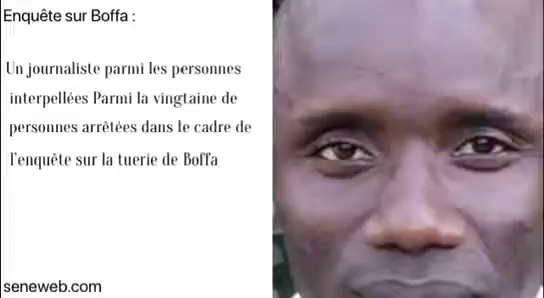 Enquête sur Boffa :
Un journaliste parmi les personnes
interpellées Parmi la vingtaine de
personnes arrêtées dans le cadre de
l'enquête sur la tuerie de Boffa
seneweb.com